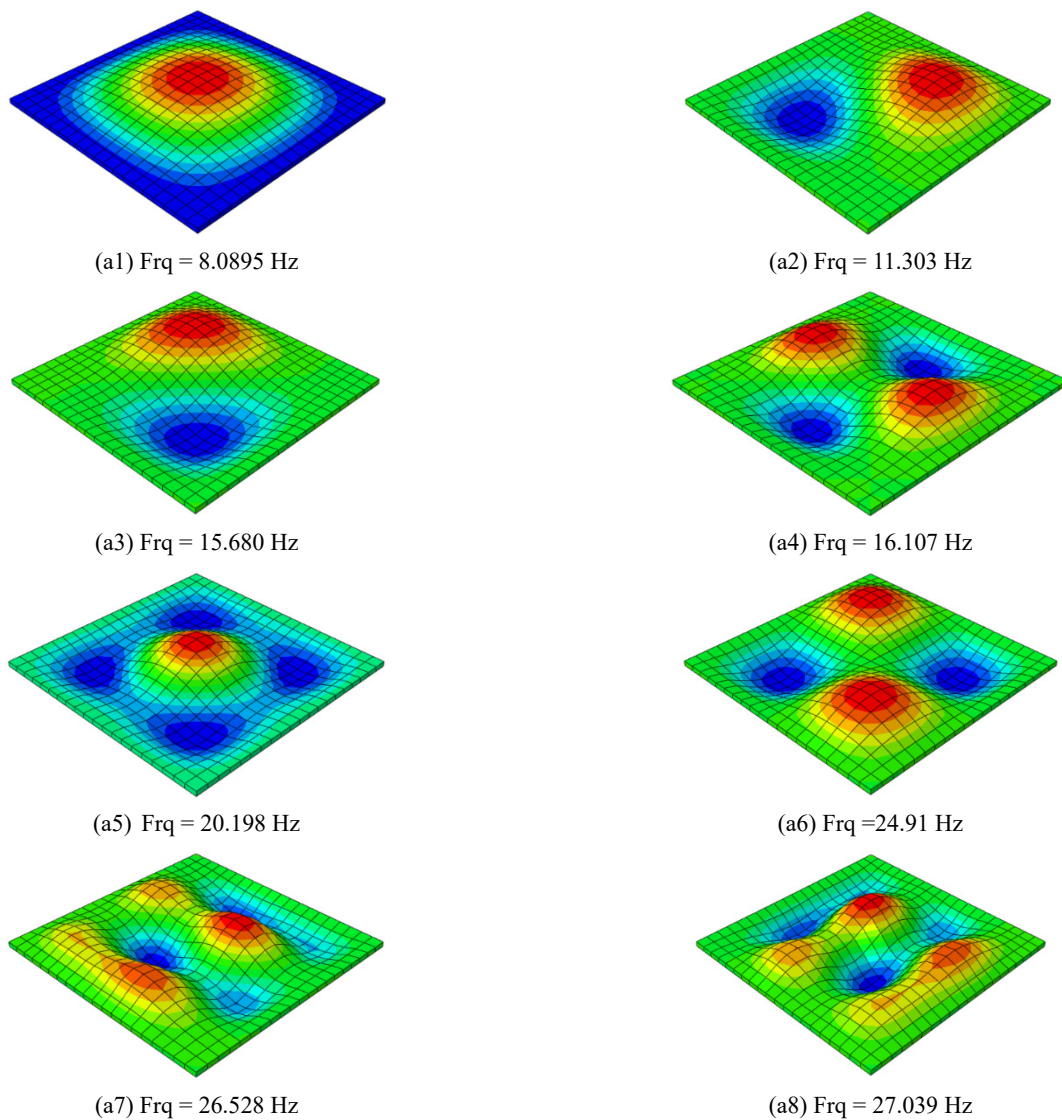 (a1) Frq = 8.0895 Hz
(a2) Frq = 11.303 Hz
(a3) Frq = 15.680 Hz
(a4) Frq = 16.107 Hz
(a5) Frq = 20.198 Hz
(a6) Frq =24.91 Hz
(a7) Frq = 26.528 Hz
(a8) Frq = 27.039 Hz